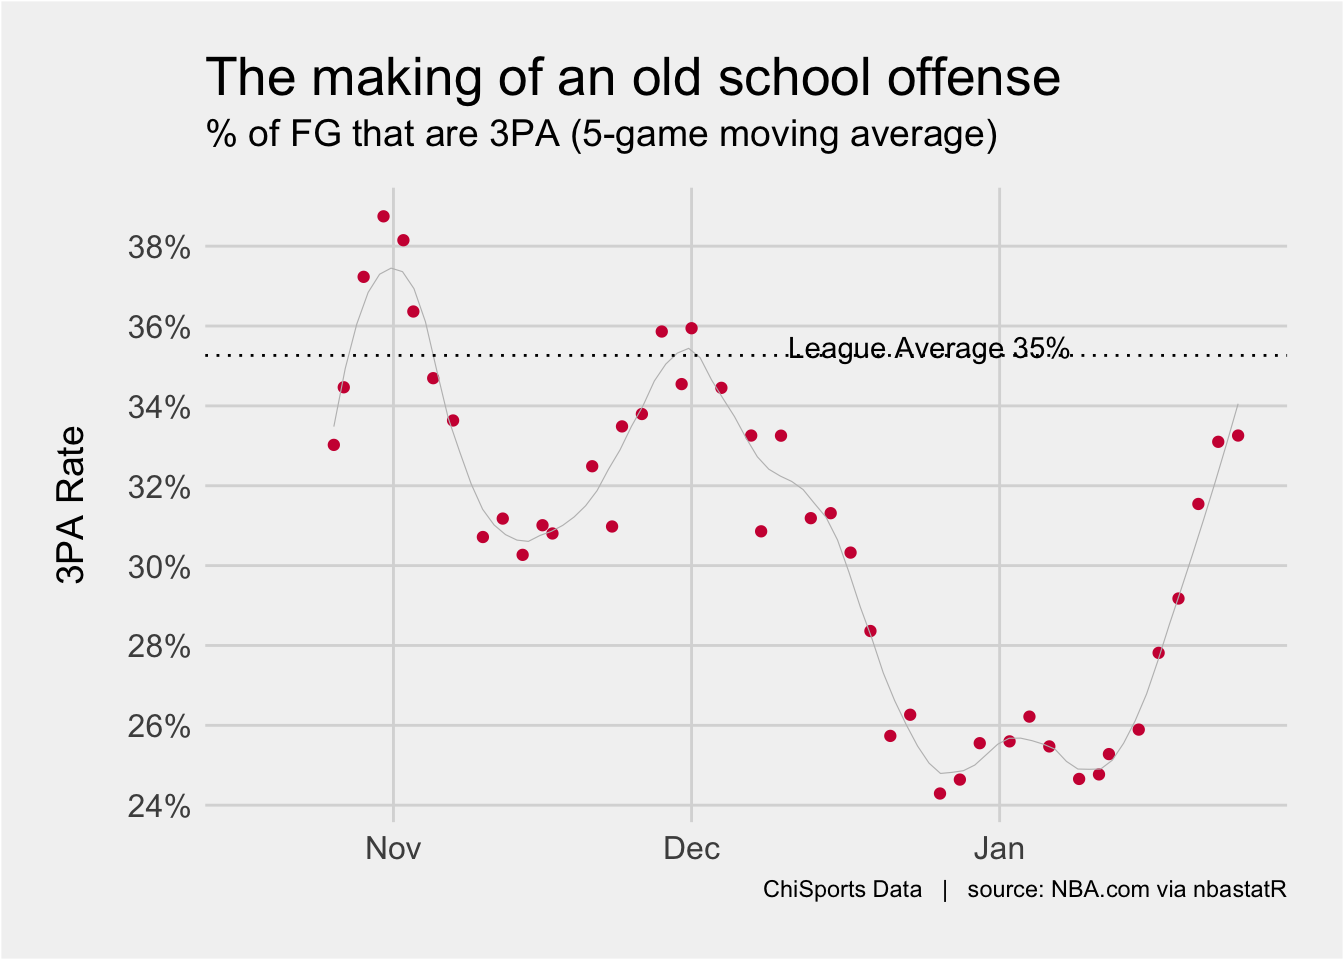 The making of an old school offense
% of FG that are 3PA (5-game moving average)
38%
36%
League Average 35%
34%
3PA Rate
32%
30%
28%
26%
24%
Nov
Dec
Jan
ChiSports Data | source: NBA.com via nbastatR